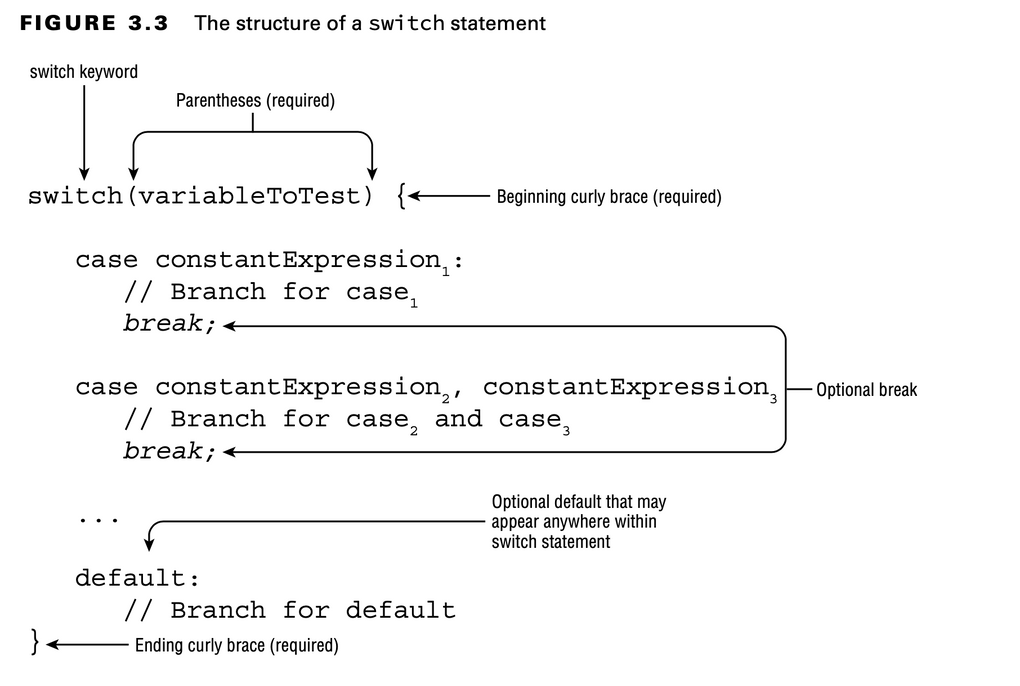 FIGURE 3.3 The structure of a switch statement
switch keyword
Parentheses (required)
switch(variableToTest) {
Beginning curly brace (required)
case constantExpression₁:
// Branch for case₁
break;
case constantExpression₂, constantExpression₃
Optional break
// Branch for case₂ and case₃
break;
...
Optional default that may
appear anywhere within
switch statement
default:
// Branch for default
}
Ending curly brace (required)